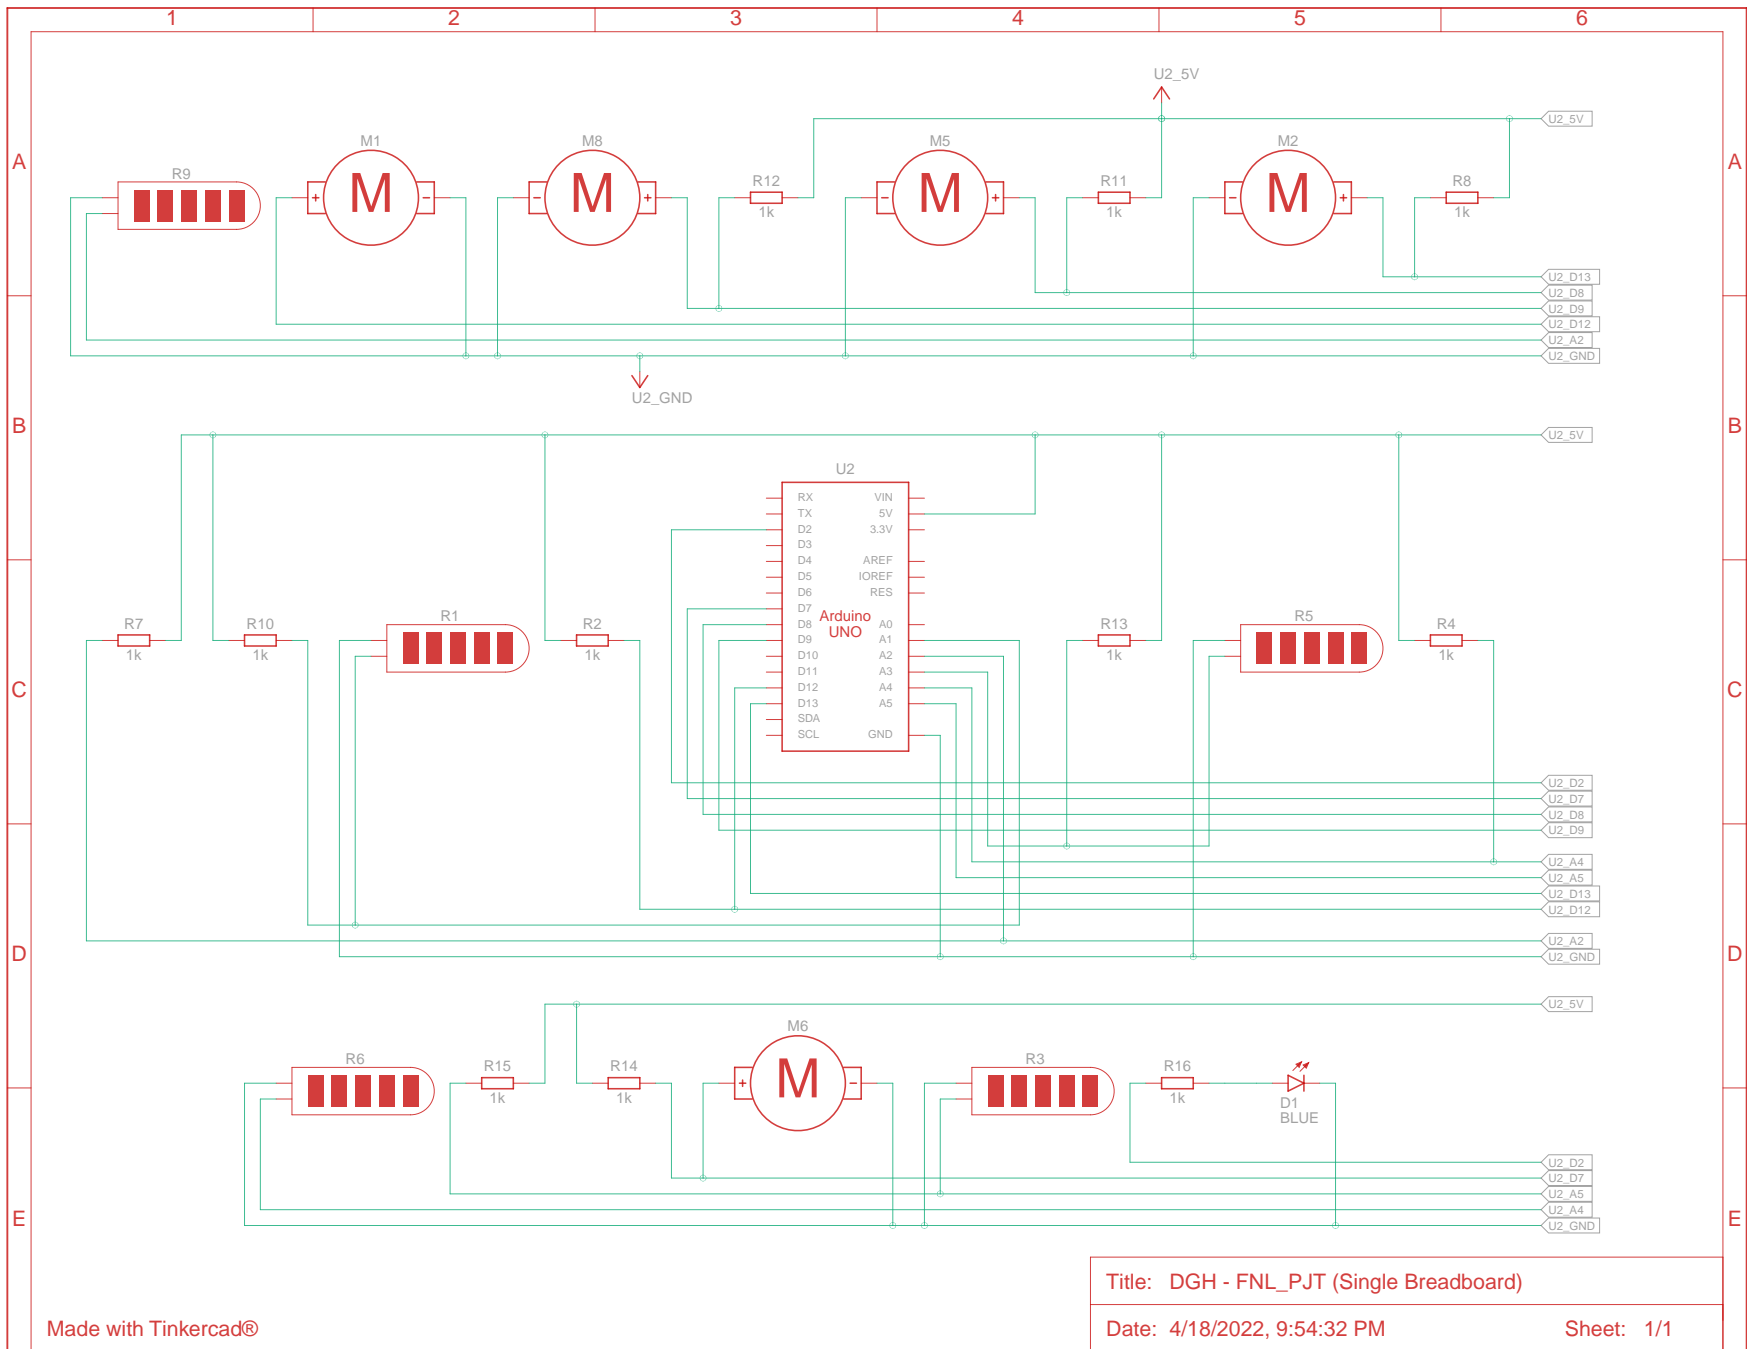 1 2 3 4 5 6
U2_5V
U2_5V
A A
R9 M1 M8 R12 M5 R11 M2 R8
M M M M
+ - - + - + - +
1k 1k 1k
U2_D13
U2_D8
U2_D9
U2_D12
U2_A2
U2_GND
U2_GND
B B
U2_5V
U2
RX VIN
TX 5V
D2 3.3V
D3
D4 AREF
D5 IOREF
D6 RES
D7
D8 A0
D9 A1
D10 A2
D11 A3
D12 A4
D13 A5
SDA
SCL GND
Arduino
UNO
R7 R10 R1 R2 R13 R5 R4
1k 1k 1k 1k 1k
C C
U2_D2
U2_D7
U2_D8
U2_D9
U2_A4
U2_A5
U2_D13
U2_D12
U2_A2
U2_GND
D D
U2_5V
R6 R15 R14 M6 R3 R16
M
+ -
1k 1k 1k
D1
BLUE
U2_D2
U2_D7
U2_A5
U2_A4
U2_GND
E E
Title: DGH - FNL_PJT (Single Breadboard)
Made with Tinkercad®
Date: 4/18/2022, 9:54:32 PM Sheet: 1/1